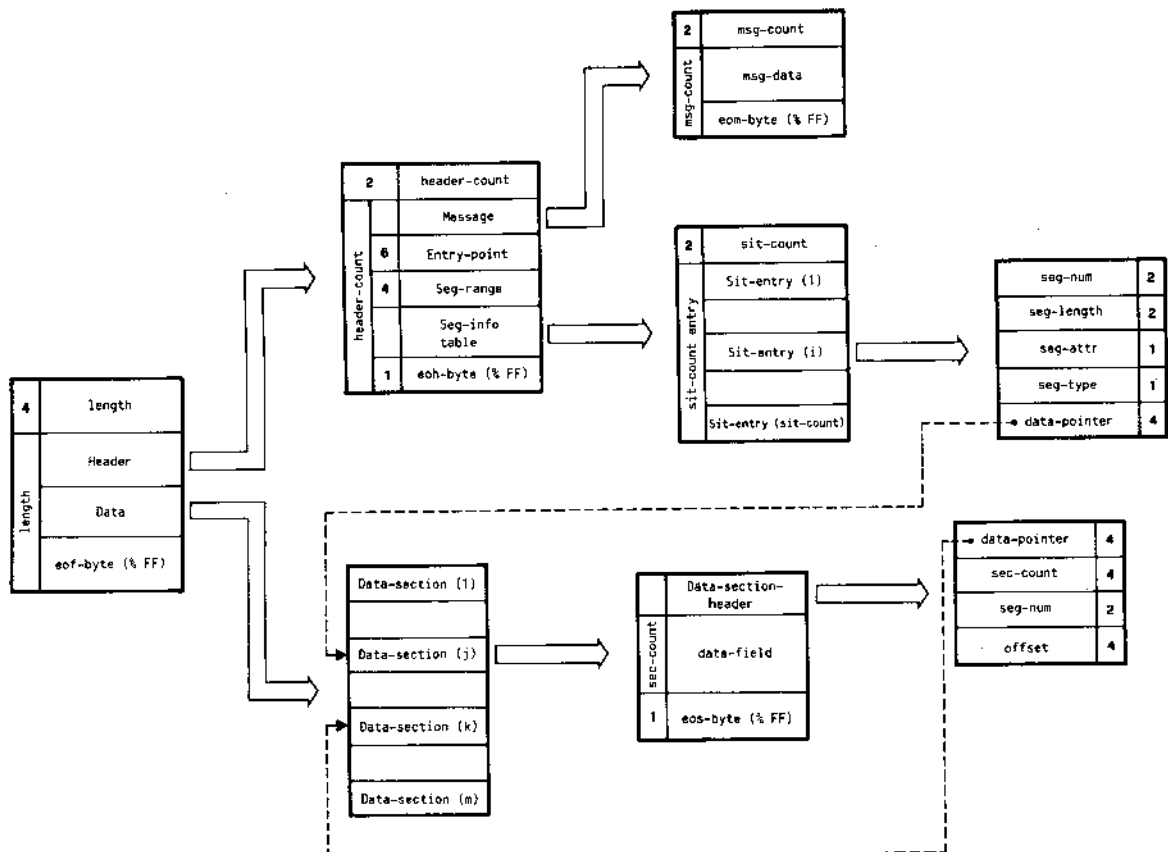 2 msg-count
msg-count
msg-data
eom-byte (% FF)
2 header-count
header-count
Message
6 Entry-point
4 Seg-range
Seg-info
table
1 eoh-byte (% FF)
2 sit-count
sit-count entry
Sit-entry (1)
Sit-entry (i)
Sit-entry (sit-count)
seg-num 2
seg-length 2
seg-attr 1
seg-type 1
data-pointer 4
4 length
length
Header
Data
eof-byte (% FF)
Data-section (1)
Data-section (j)
Data-section (k)
Data-section (m)
Data-section-
header
sec-count
data-field
1 eos-byte (% FF)
data-pointer 4
sec-count 4
seg-num 2
offset 4